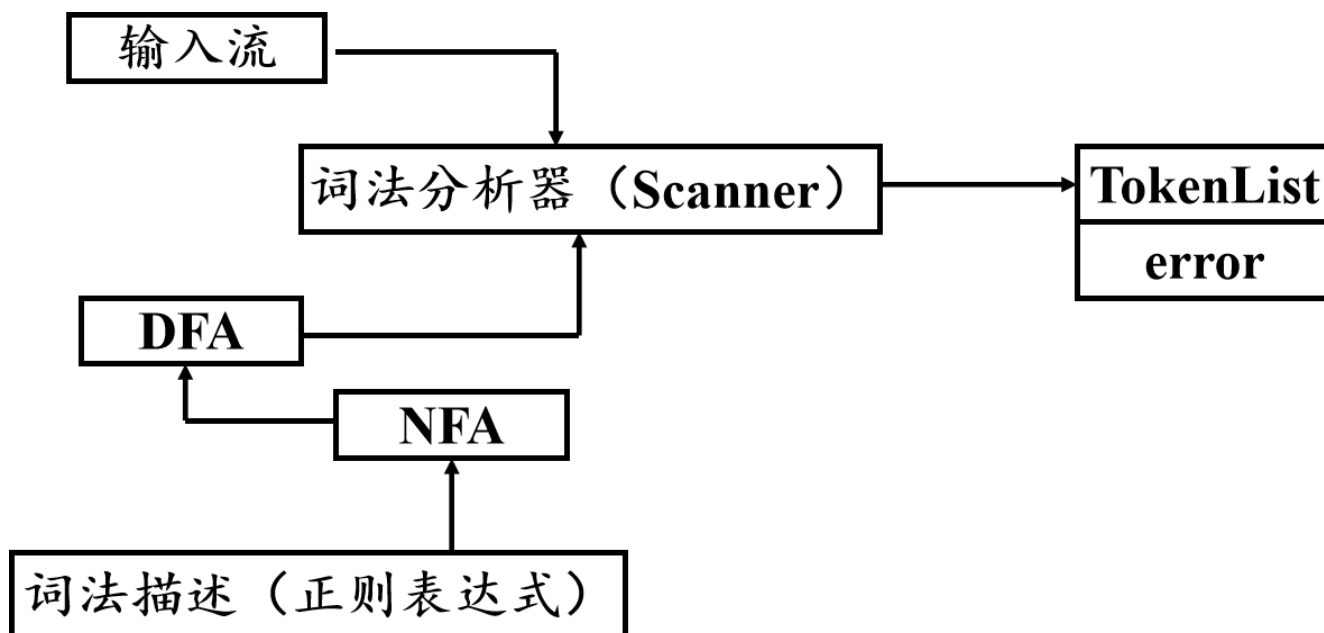 输入流
词法分析器（Scanner）
TokenList
error
DFA
NFA
词法描述（正则表达式）